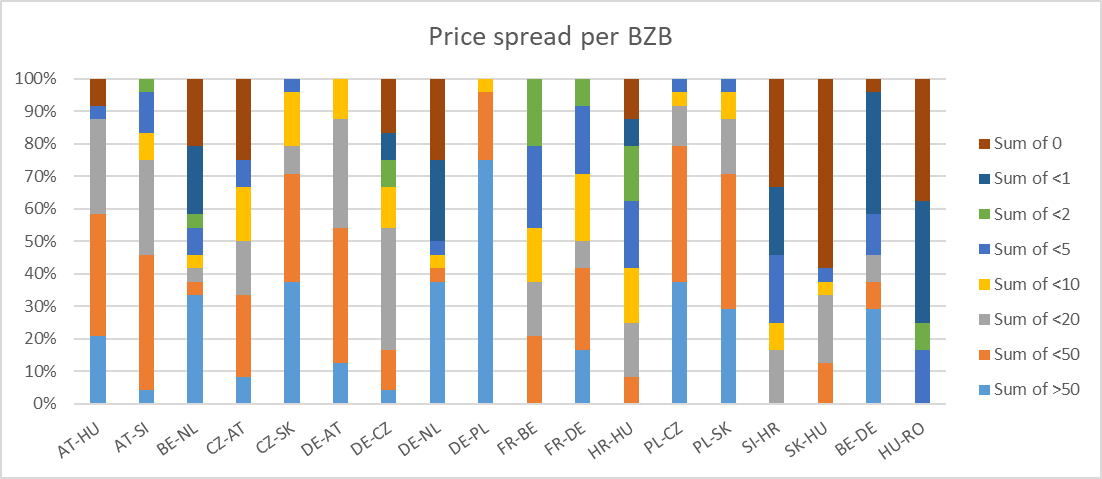 Price spread per BZB
100%
90%
80%
70%
60%
50%
40%
30%
20%
10%
0%
AT-HU
AT-SI
BE-NL
CZ-AT
CZ-SK
DE-AT
DE-CZ
DE-NL
DE-PL
FR-BE
FR-DE
HR-HU
PL-CZ
PL-SK
SI-HR
SK-HU
BE-DE
HU-RO
Sum of 0
Sum of <1
Sum of <2
Sum of <5
Sum of <10
Sum of <20
Sum of <50
Sum of >50